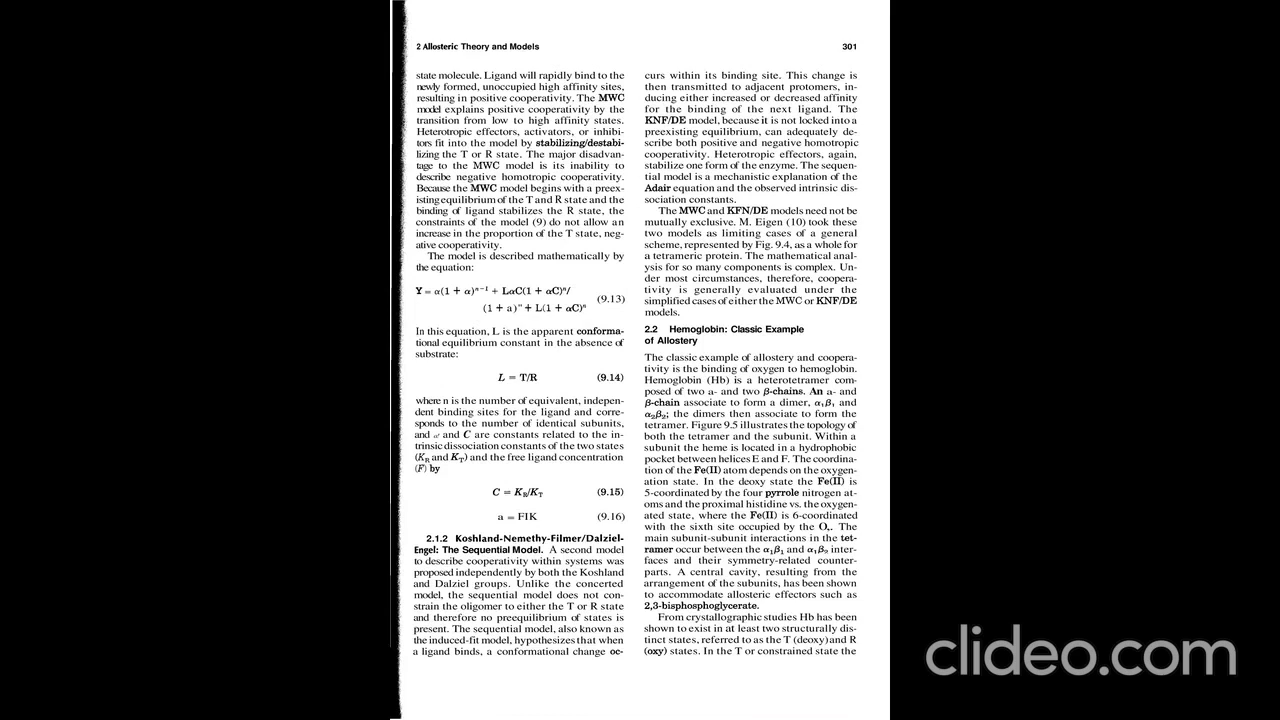 2 Allosteric Theory and Models
301
state molecule. Ligand will rapidly bind to the
newly formed, unoccupied high affinity sites,
resulting in positive cooperativity. The MWC
model explains positive cooperativity by the
transition from low to high affinity states.
Heterotropic effectors, activators, or inhibi-
tors fit into the model by stabilizing/destabi-
lizing the T or R state. The major disadvan-
tage to the MWC model is its inability to
describe negative homotropic cooperativity.
Because the MWC model begins with a preex-
isting equilibrium of the T and R state and the
binding of ligand stabilizes the R state, the
constraints of the model (9) do not allow an
increase in the proportion of the T state, neg-
ative cooperativity.
The model is described mathematically by
the equation:
Y = α(1 + α)ⁿ⁻¹ + LαC(1 + αC)ⁿ/
(9.13)
(1 + a)ⁿ + L(1 + αC)ⁿ
In this equation, L is the apparent conforma-
tional equilibrium constant in the absence of
substrate:
L = T/R (9.14)
where n is the number of equivalent, indepen-
dent binding sites for the ligand and corre-
sponds to the number of identical subunits,
and α and C are constants related to the in-
trinsic dissociation constants of the two states
(K_R and K_T) and the free ligand concentration
(F) by
C = K_R/K_T (9.15)
a = FIK (9.16)
2.1.2 Koshland-Nemethy-Filmer/Dalziel-
Engel: The Sequential Model. A second model
to describe cooperativity within systems was
proposed independently by both the Koshland
and Dalziel groups. Unlike the concerted
model, the sequential model does not con-
strain the oligomer to either the T or R state
and therefore no preequilibrium of states is
present. The sequential model, also known as
the induced-fit model, hypothesizes that when
a ligand binds, a conformational change oc-
curs within its binding site. This change is
then transmitted to adjacent protomers, in-
ducing either increased or decreased affinity
for the binding of the next ligand. The
KNF/DE model, because it is not locked into a
preexisting equilibrium, can adequately de-
scribe both positive and negative homotropic
cooperativity. Heterotropic effectors, again,
stabilize one form of the enzyme. The sequen-
tial model is a mechanistic explanation of the
Adair equation and the observed intrinsic dis-
sociation constants.
The MWC and KFN/DE models need not be
mutually exclusive. M. Eigen (10) took these
two models as limiting cases of a general
scheme, represented by Fig. 9.4, as a whole for
a tetrameric protein. The mathematical anal-
ysis for so many components is complex. Un-
der most circumstances, therefore, coopera-
tivity is generally evaluated under the
simplified cases of either the MWC or KNF/DE
models.
2.2 Hemoglobin: Classic Example
of Allostery
The classic example of allostery and coopera-
tivity is the binding of oxygen to hemoglobin.
Hemoglobin (Hb) is a heterotetramer com-
posed of two a- and two β-chains. An a- and
β-chain associate to form a dimer, α₁β₁ and
α₂β₂; the dimers then associate to form the
tetramer. Figure 9.5 illustrates the topology of
both the tetramer and the subunit. Within a
subunit the heme is located in a hydrophobic
pocket between helices E and F. The coordina-
tion of the Fe(II) atom depends on the oxygen-
ation state. In the deoxy state the Fe(II) is
5-coordinated by the four pyrrole nitrogen at-
oms and the proximal histidine vs. the oxygen-
ated state, where the Fe(II) is 6-coordinated
with the sixth site occupied by the O,. The
main subunit-subunit interactions in the tet-
ramer occur between the α₁β₁ and α₁β₂ inter-
faces and their symmetry-related counter-
parts. A central cavity, resulting from the
arrangement of the subunits, has been shown
to accommodate allosteric effectors such as
2,3-bisphosphoglycerate.
From crystallographic studies Hb has been
shown to exist in at least two structurally dis-
tinct states, referred to as the T (deoxy) and R
(oxy) states. In the T or constrained state the
clideo.com